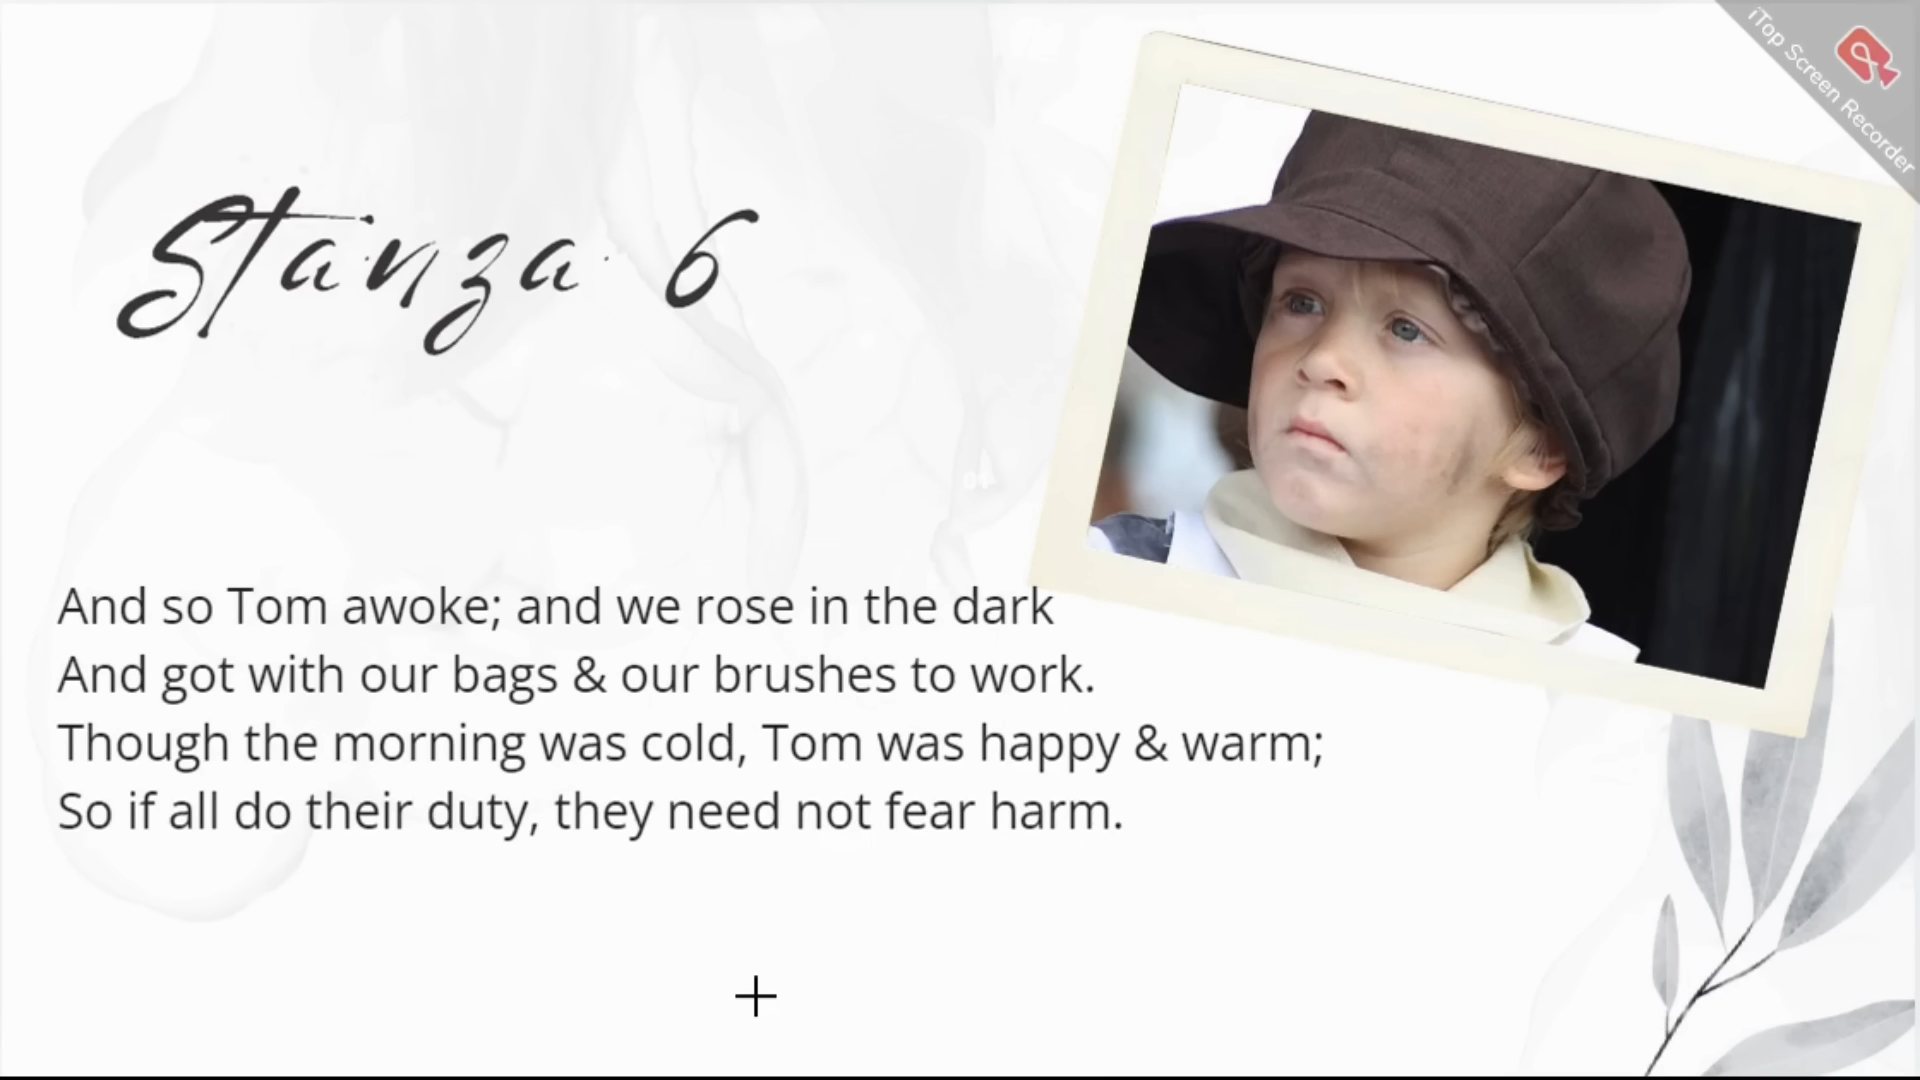 iTop Screen Recorder
Stanza 6
And so Tom awoke; and we rose in the dark
And got with our bags & our brushes to work.
Though the morning was cold, Tom was happy & warm;
So if all do their duty, they need not fear harm.